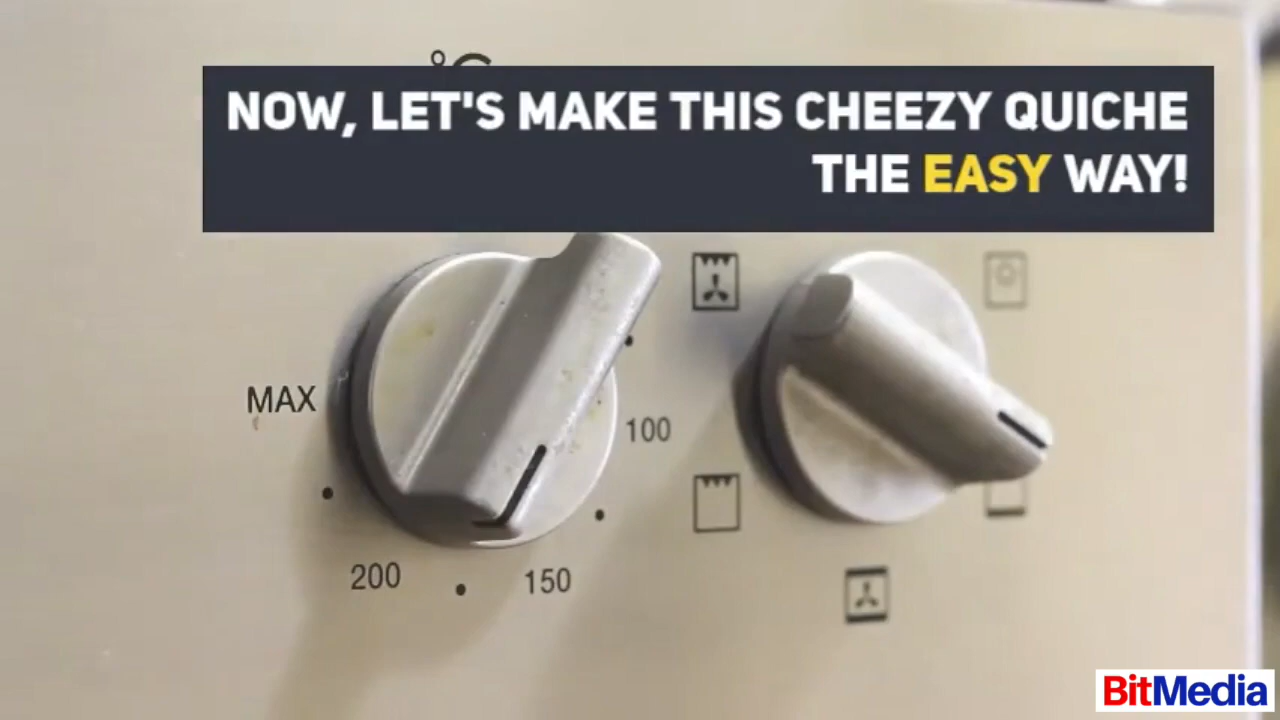 °C
NOW, LET'S MAKE THIS CHEEZY QUICHE
THE EASY WAY!
MAX
100
200
150
BitMedia